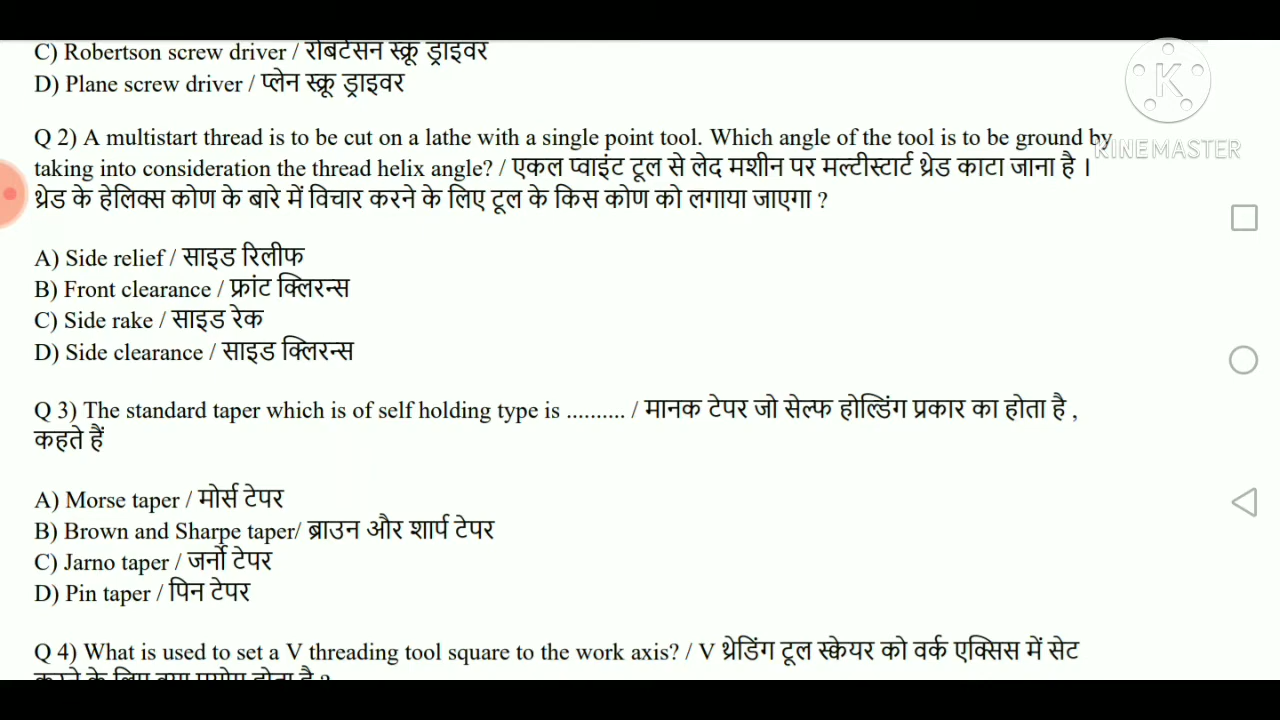 C) Robertson screw driver / रॉबर्टसन स्क्रू ड्राइवर
D) Plane screw driver / प्लेन स्क्रू ड्राइवर
Q 2) A multistart thread is to be cut on a lathe with a single point tool. Which angle of the tool is to be ground by
taking into consideration the thread helix angle? / एकल प्वाइंट टूल से लेद मशीन पर मल्टीस्टार्ट थ्रेड काटा जाना है ।
थ्रेड के हेलिक्स कोण के बारे में विचार करने के लिए टूल के किस कोण को लगाया जाएगा ?
A) Side relief / साइड रिलीफ
B) Front clearance / फ्रांट क्लिरन्स
C) Side rake / साइड रेक
D) Side clearance / साइड क्लिरन्स
Q 3) The standard taper which is of self holding type is .......... / मानक टेपर जो सेल्फ होल्डिंग प्रकार का होता है ,
कहते हैं
A) Morse taper / मोर्स टेपर
B) Brown and Sharpe taper/ ब्राउन और शार्प टेपर
C) Jarno taper / जर्नो टेपर
D) Pin taper / पिन टेपर
Q 4) What is used to set a V threading tool square to the work axis? / V थ्रेडिंग टूल स्केयर को वर्क एक्सिस में सेट
करने के लिए क्या प्रयोग होता है ?
K
KINEMASTER